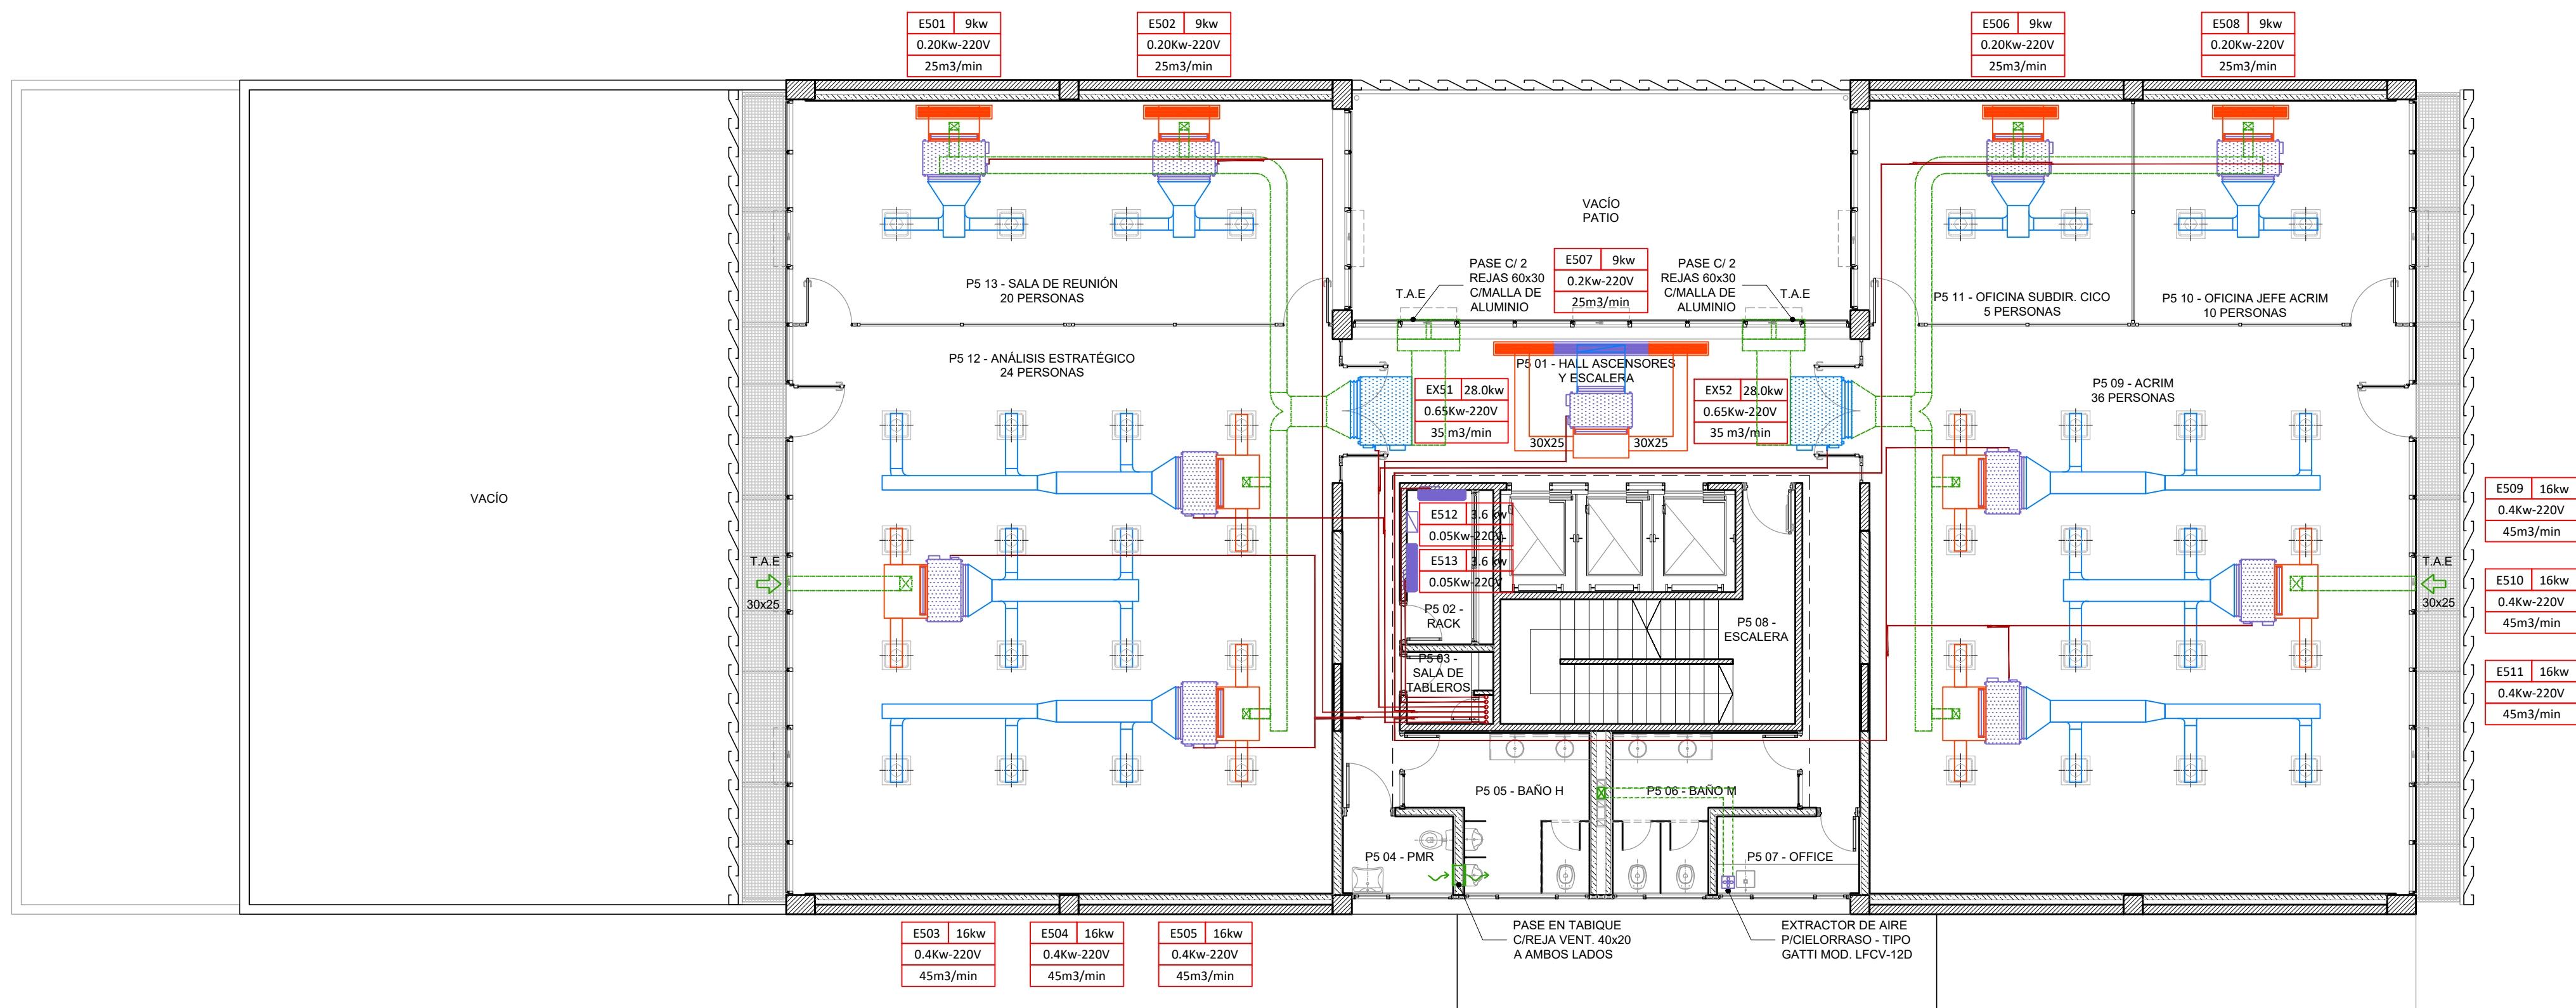 E501 9kw
0.20Kw-220V
25m3/min
E502 9kw
0.20Kw-220V
25m3/min
E506 9kw
0.20Kw-220V
25m3/min
E508 9kw
0.20Kw-220V
25m3/min
VACÍO
PATIO
E507 9kw
0.2Kw-220V
25m3/min
PASE C/ 2
REJAS 60x30
C/MALLA DE
ALUMINIO
T.A.E
PASE C/ 2
REJAS 60x30
C/MALLA DE
ALUMINIO
T.A.E
P5 13 - SALA DE REUNIÓN
20 PERSONAS
P5 11 - OFICINA SUBDIR. CICO
5 PERSONAS
P5 10 - OFICINA JEFE ACRIM
10 PERSONAS
P5 12 - ANÁLISIS ESTRATÉGICO
24 PERSONAS
P5 01 - HALL ASCENSORES
Y ESCALERA
P5 09 - ACRIM
36 PERSONAS
EX51 28.0kw
0.65Kw-220V
35 m3/min
EX52 28.0kw
0.65Kw-220V
35 m3/min
30X25
30X25
VACÍO
E512 3.6 kw
0.05Kw-220V
E513 3.6 kw
0.05Kw-220V
E509 16kw
0.4Kw-220V
45m3/min
T.A.E
30x25
T.A.E
30x25
E510 16kw
0.4Kw-220V
45m3/min
P5 02 -
RACK
P5 08 -
ESCALERA
P5 03 -
SALA DE
TABLEROS
E511 16kw
0.4Kw-220V
45m3/min
P5 05 - BAÑO H
P5 06 - BAÑO M
P5 04 - PMR
P5 07 - OFFICE
E503 16kw
0.4Kw-220V
45m3/min
E504 16kw
0.4Kw-220V
45m3/min
E505 16kw
0.4Kw-220V
45m3/min
PASE EN TABIQUE
C/REJA VENT. 40x20
A AMBOS LADOS
EXTRACTOR DE AIRE
P/CIELORRASO - TIPO
GATTI MOD. LFCV-12D